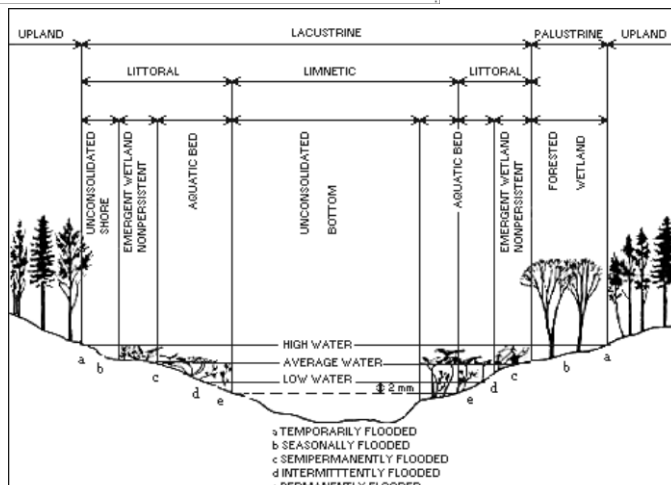 UPLAND LACUSTRINE PALUSTRINE UPLAND
LITTORAL LIMNETIC LITTORAL
UNCONSOLIDATED
SHORE
EMERGENT WETLAND
NONPERSISTENT
AQUATIC BED
UNCONSOLIDATED
BOTTOM
AQUATIC BED
EMERGENT WETLAND
NONPERSISTENT
FORESTED
WETLAND
HIGH WATER
AVERAGE WATER
LOW WATER
2 mm
a b c d e e d c b a
a TEMPORARILY FLOODED
b SEASONALLY FLOODED
c SEMIPERMANENTLY FLOODED
d INTERMITTTENTLY FLOODED
PERMANENTLY FLOODED